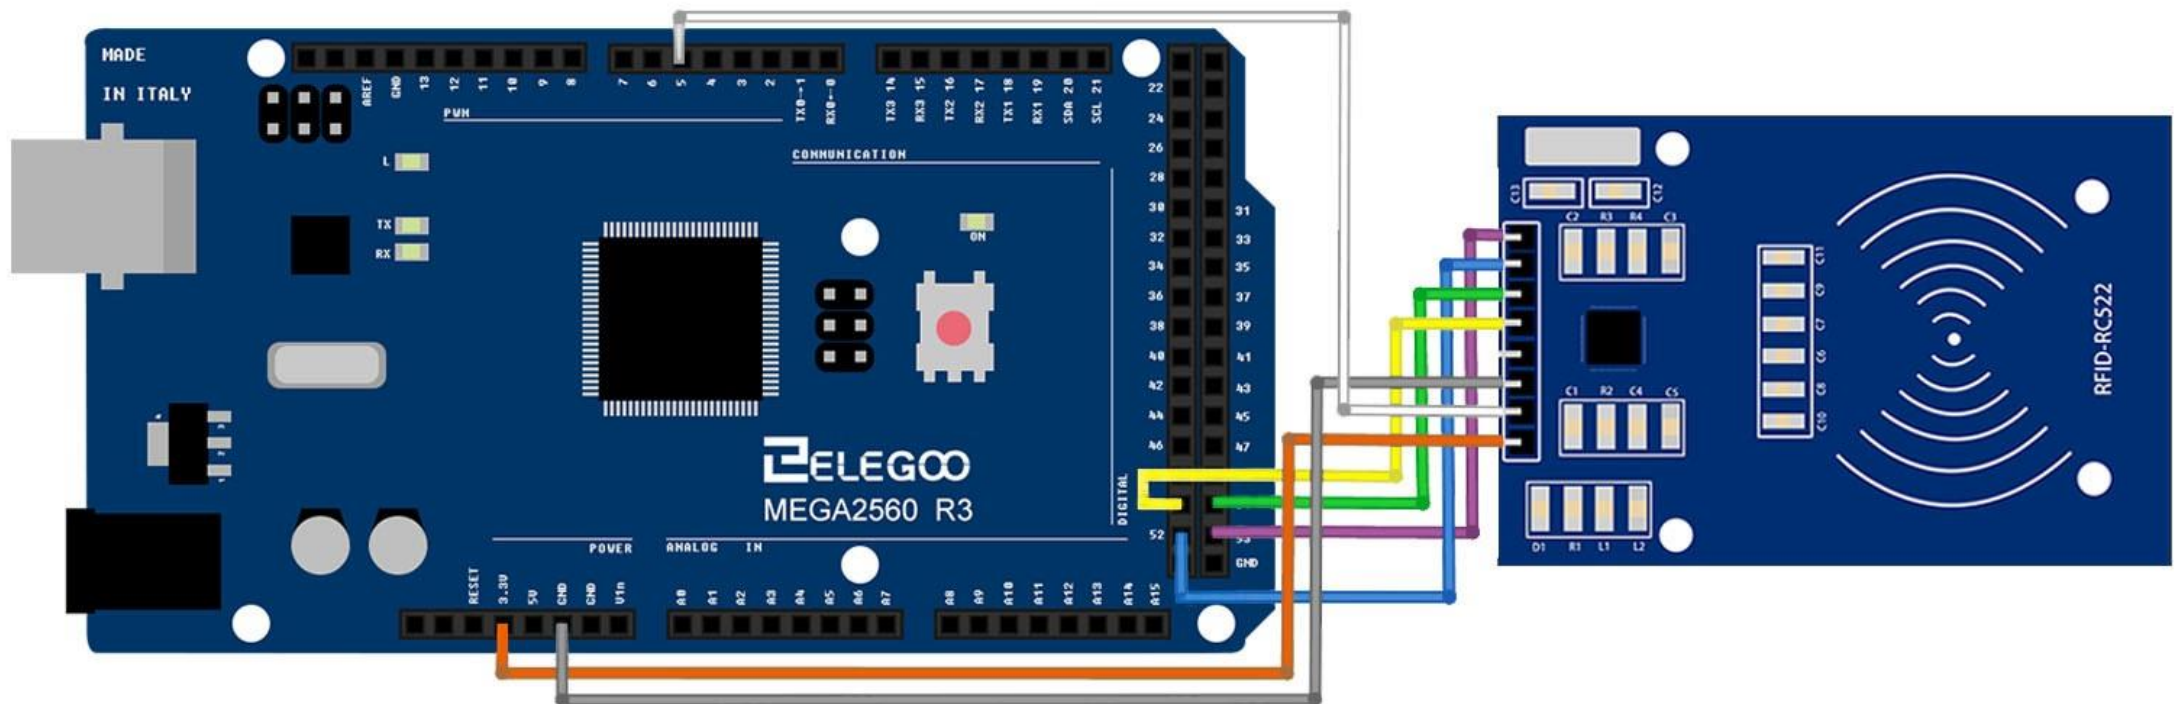 MADE
IN ITALY
AREF
GND
13
12
11
10
9
8
7
6
5
4
3
2
TX0→1
RX0←0
TX3 14
RX3 15
TX2 16
RX2 17
TX1 18
RX1 19
SDA 20
SCL 21
PWM
COMMUNICATION
L
TX
RX
ON
22
24
26
28
30
31
32
33
34
35
36
37
38
39
40
41
42
43
44
45
46
47
52
53
GND
DIGITAL
ELEGOO
MEGA2560 R3
POWER
ANALOG IN
RESET
3.3V
5V
GND
GND
Vin
A0
A1
A2
A3
A4
A5
A6
A7
A8
A9
A10
A11
A12
A13
A14
A15
C13
C12
C2
R3
R4
C3
C1
R2
C4
C5
D1
R1
L1
L2
C11
C9
C7
C6
C8
C10
RFID-RC522